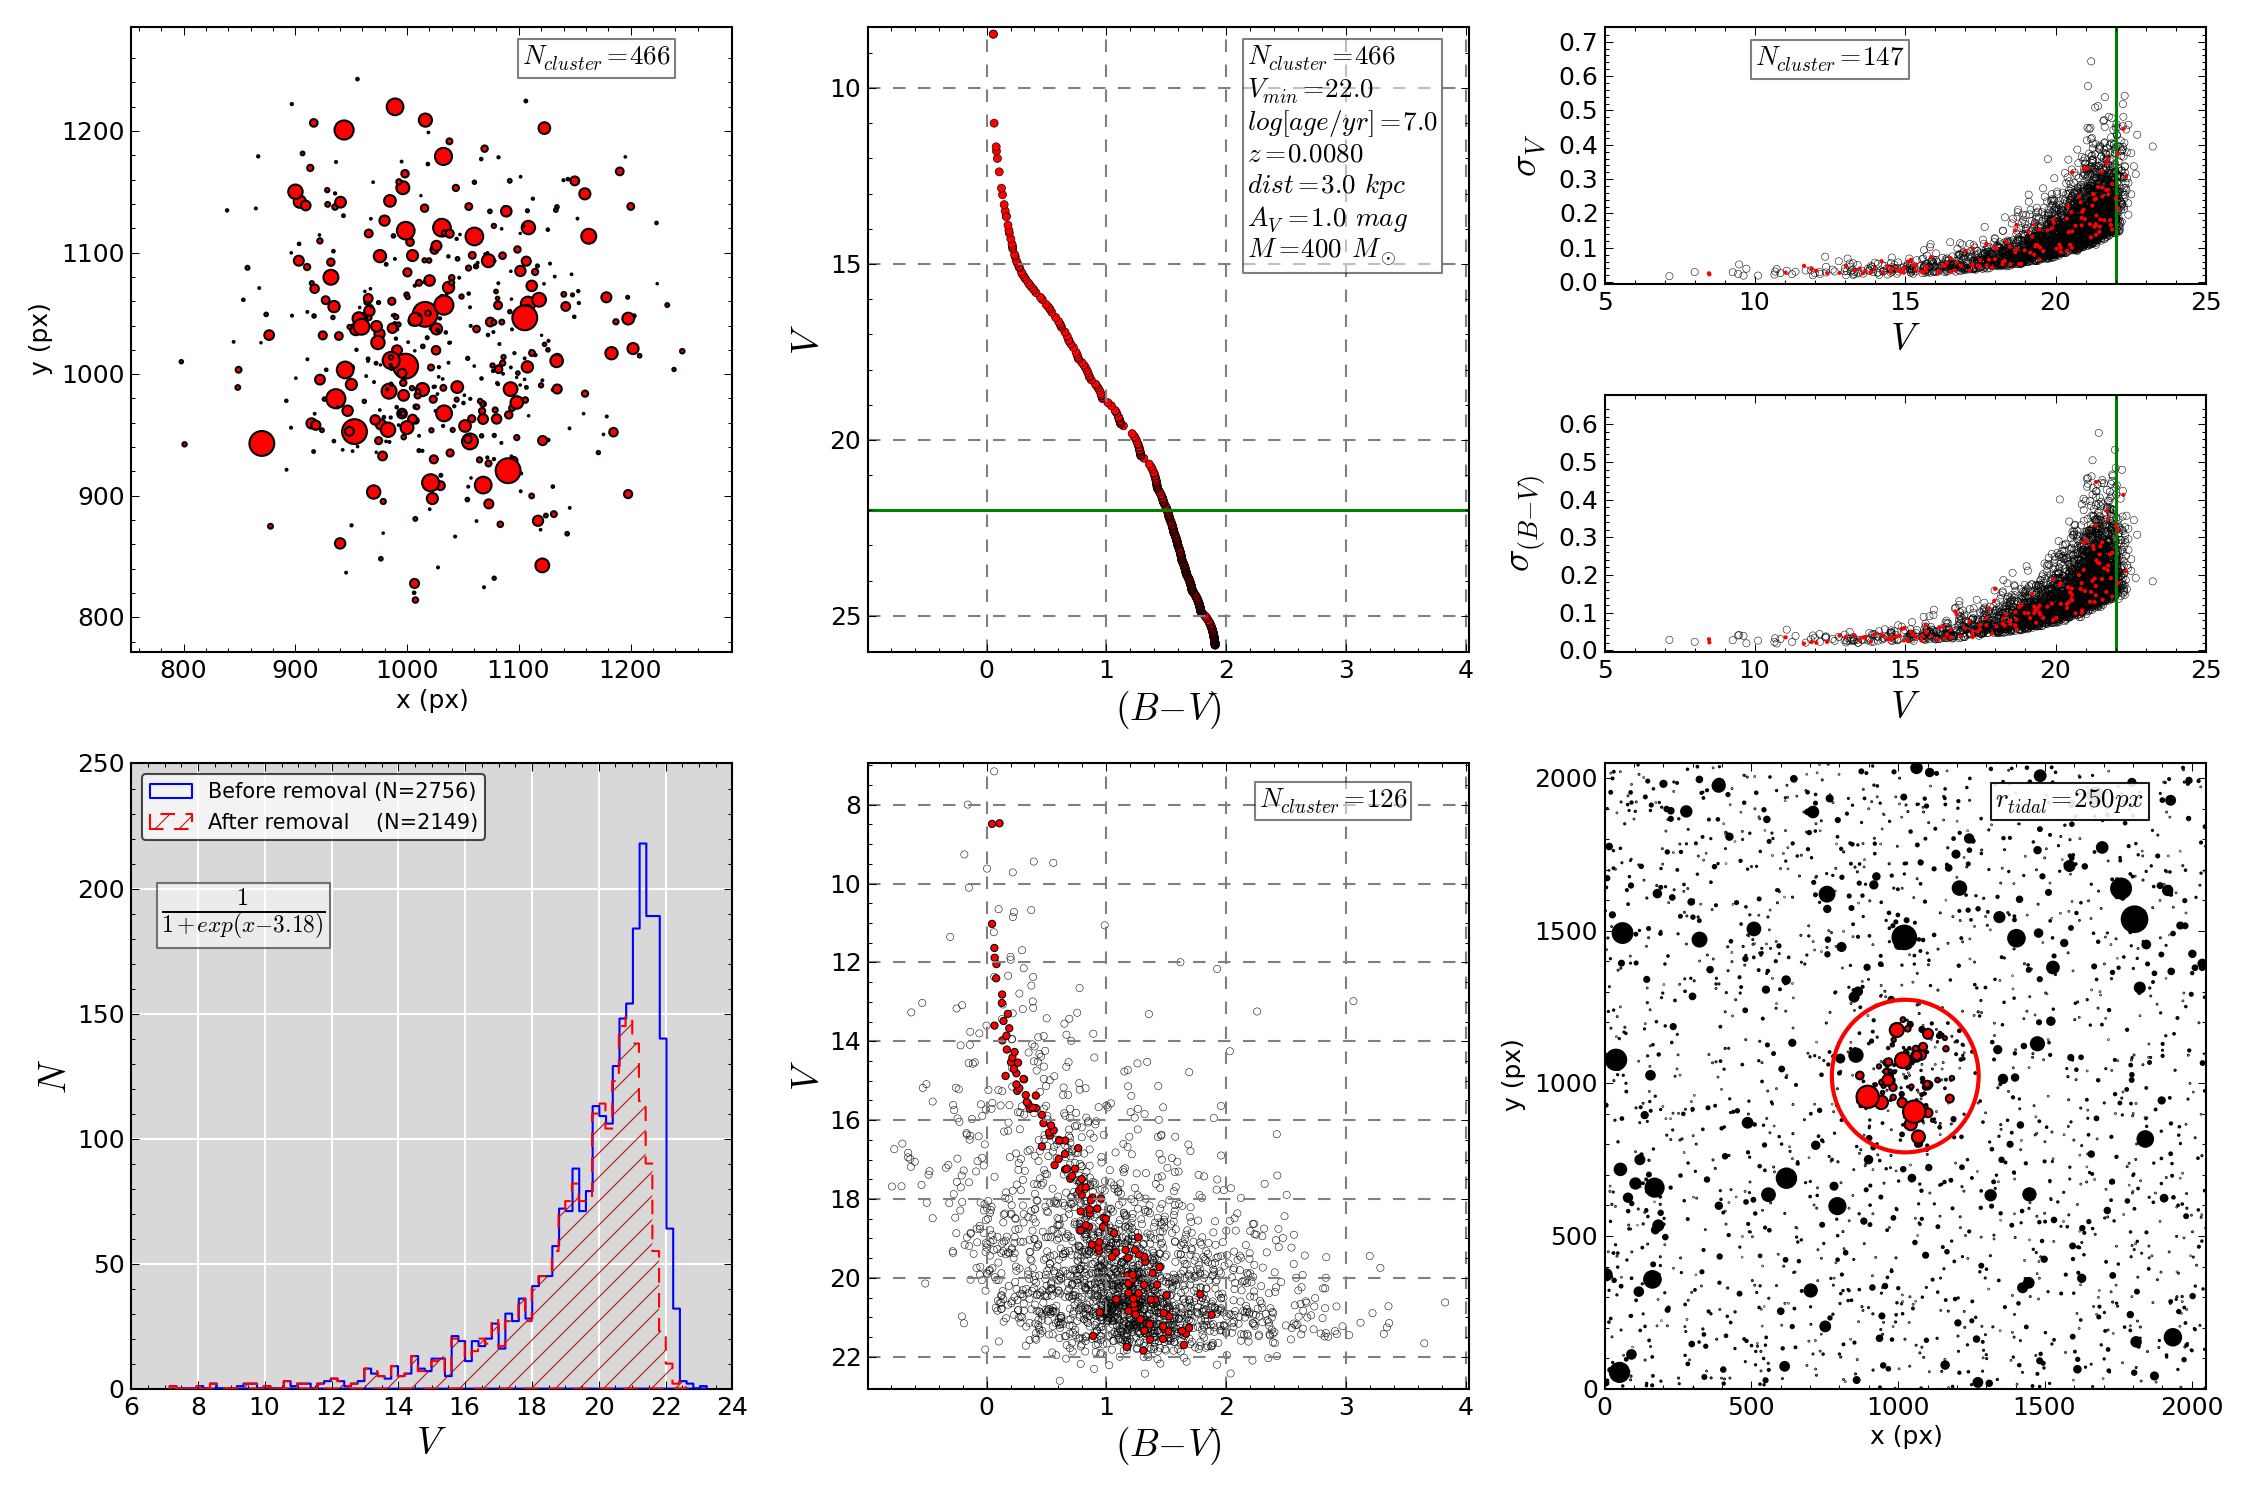 N_cluster=466
1200
1100
1000
900
800
y (px)
800 900 1000 1100 1200
x (px)
N_cluster=466
V_min=22.0
log[age/yr]=7.0
z=0.0080
dist=3.0 kpc
A_V=1.0 mag
M=400 M_⊙
10
15
20
25
V
0 1 2 3 4
(B−V)
N_cluster=147
0.7
0.6
0.5
0.4
0.3
0.2
0.1
0.0
σ_V
5 10 15 20 25
V
0.6
0.5
0.4
0.3
0.2
0.1
0.0
σ_(B−V)
5 10 15 20 25
V
Before removal (N=2756)
After removal (N=2149)
1
1+exp(x−3.18)
250
200
150
100
50
0
N
6 8 10 12 14 16 18 20 22 24
V
N_cluster=126
8
10
12
14
16
18
20
22
V
0 1 2 3 4
(B−V)
r_tidal=250px
2000
1500
1000
500
0
y (px)
0 500 1000 1500 2000
x (px)